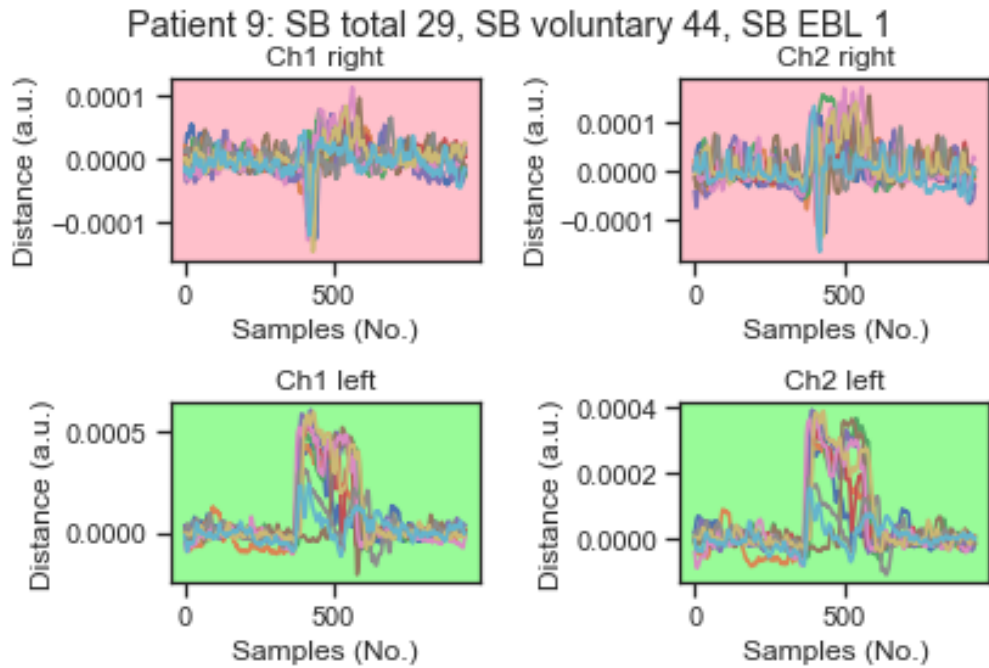 Patient 9: SB total 29, SB voluntary 44, SB EBL 1
Ch1 right
Ch2 right
Distance (a.u.)
0.0001
0.0000
−0.0001
0
500
Samples (No.)
Distance (a.u.)
0.0001
0.0000
−0.0001
0
500
Samples (No.)
Ch1 left
Ch2 left
Distance (a.u.)
0.0005
0.0000
0
500
Samples (No.)
Distance (a.u.)
0.0004
0.0002
0.0000
0
500
Samples (No.)